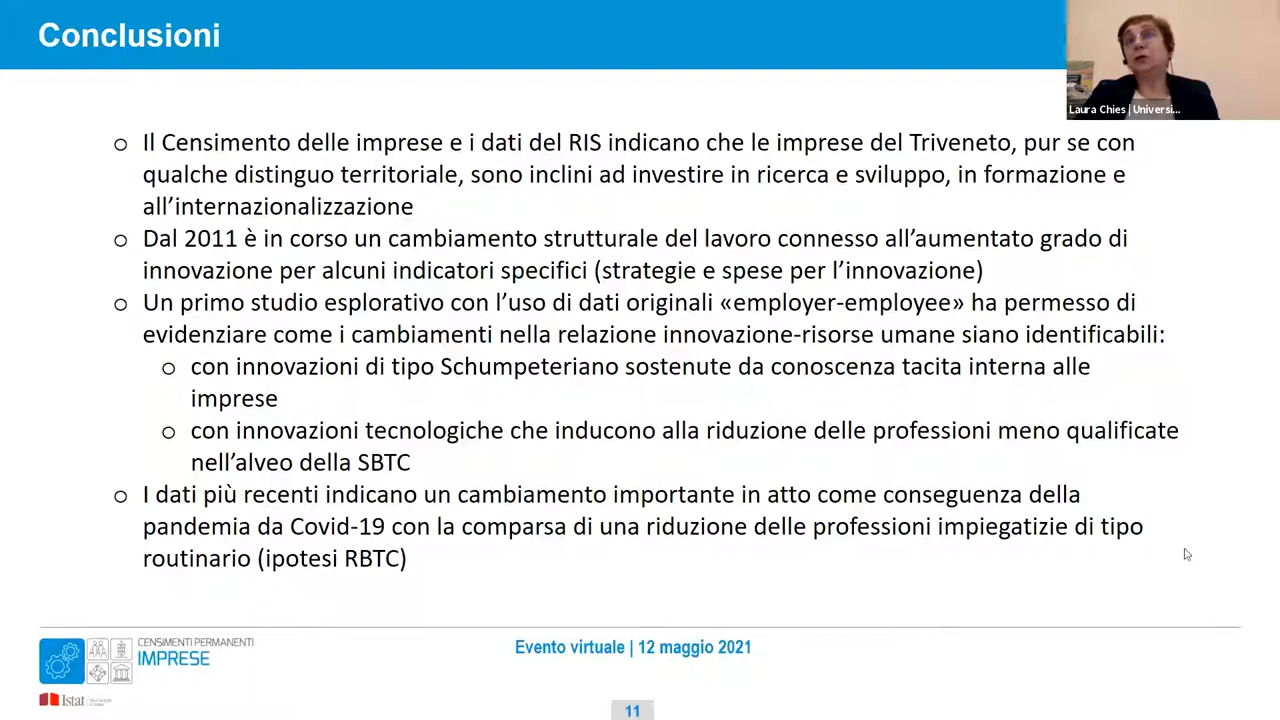 Conclusioni
Laura Chies | Universi...
o Il Censimento delle imprese e i dati del RIS indicano che le imprese del Triveneto, pur se con
qualche distinguo territoriale, sono inclini ad investire in ricerca e sviluppo, in formazione e
all’internazionalizzazione
o Dal 2011 è in corso un cambiamento strutturale del lavoro connesso all’aumentato grado di
innovazione per alcuni indicatori specifici (strategie e spese per l’innovazione)
o Un primo studio esplorativo con l’uso di dati originali «employer-employee» ha permesso di
evidenziare come i cambiamenti nella relazione innovazione-risorse umane siano identificabili:
o con innovazioni di tipo Schumpeteriano sostenute da conoscenza tacita interna alle
imprese
o con innovazioni tecnologiche che inducono alla riduzione delle professioni meno qualificate
nell’alveo della SBTC
o I dati più recenti indicano un cambiamento importante in atto come conseguenza della
pandemia da Covid-19 con la comparsa di una riduzione delle professioni impiegatizie di tipo
routinario (ipotesi RBTC)
CENSIMENTI PERMANENTI
IMPRESE
Istat
Evento virtuale | 12 maggio 2021
11